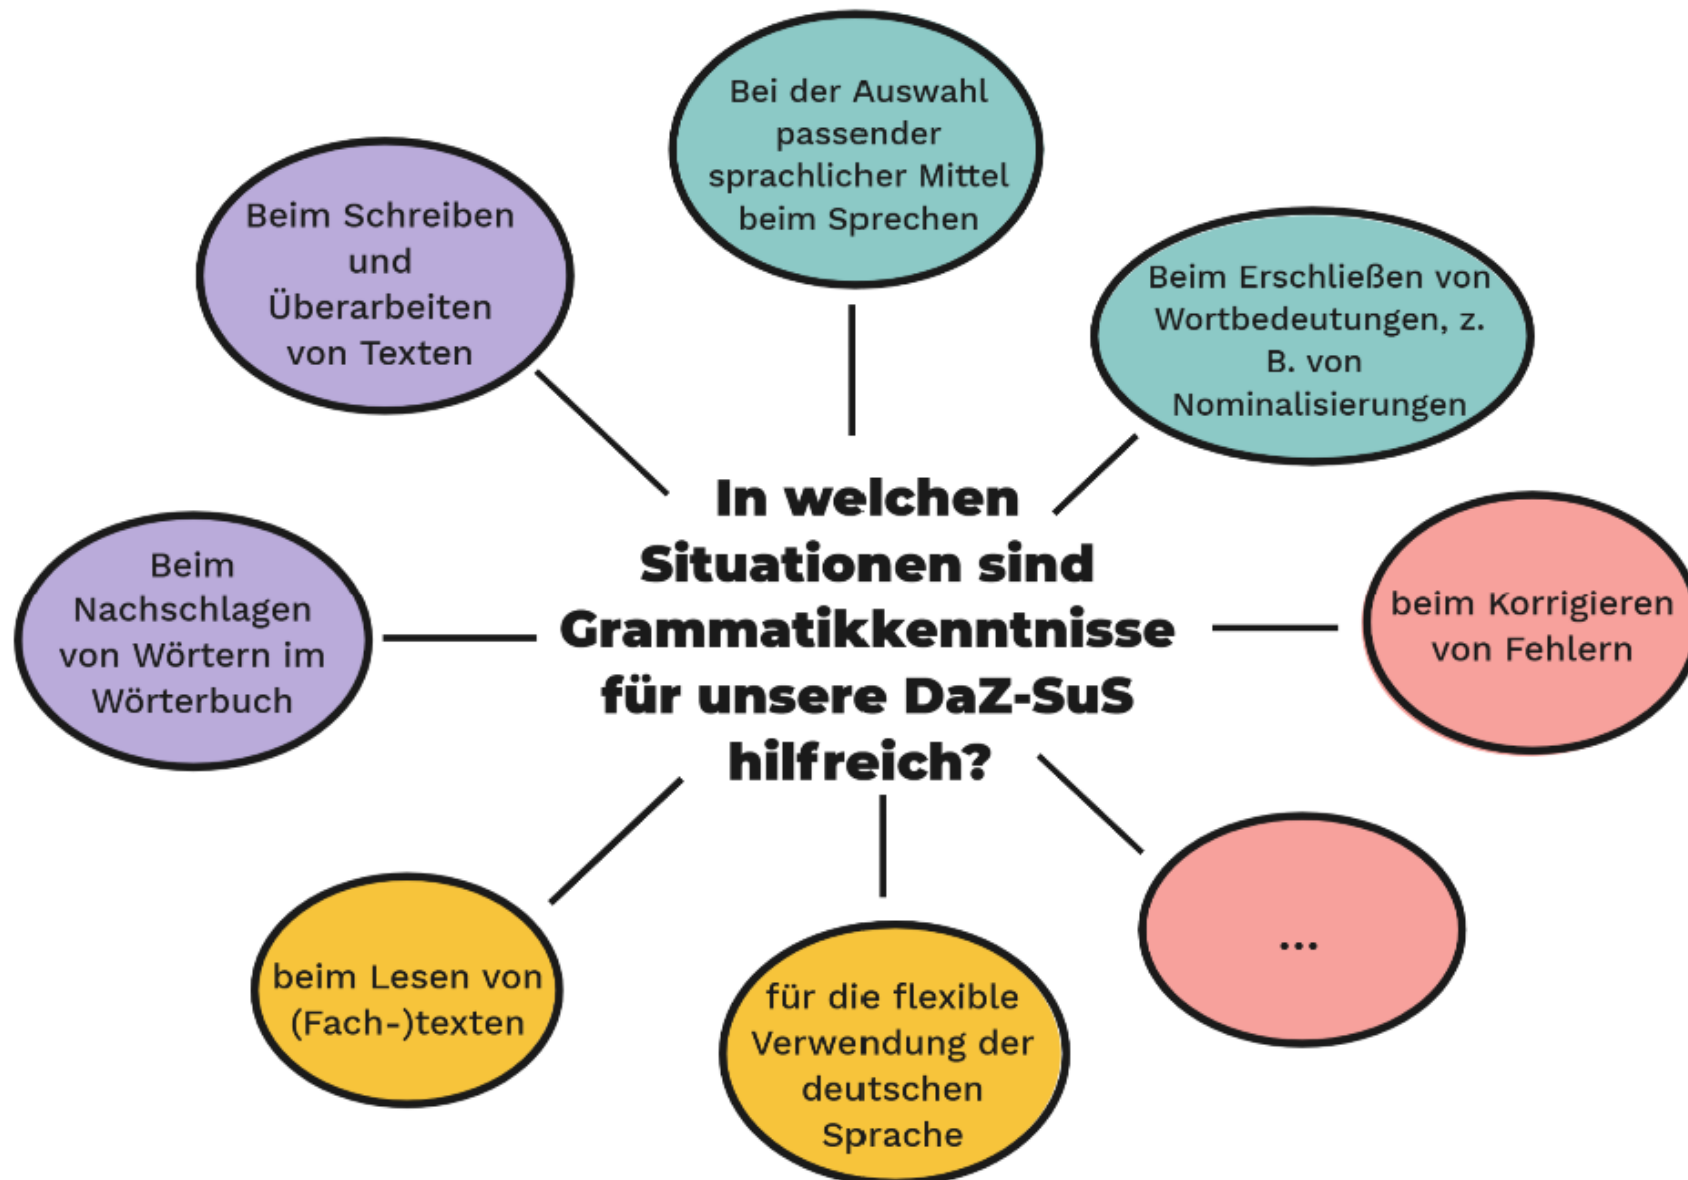 Bei der Auswahl
passender
sprachlicher Mittel
beim Sprechen
Beim Schreiben
und
Überarbeiten
von Texten
Beim Erschließen von
Wortbedeutungen, z.
B. von
Nominalisierungen
In welchen
Situationen sind
Grammatikkenntnisse
für unsere DaZ-SuS
hilfreich?
Beim
Nachschlagen
von Wörtern im
Wörterbuch
beim Korrigieren
von Fehlern
beim Lesen von
(Fach-)texten
für die flexible
Verwendung der
deutschen
Sprache
...